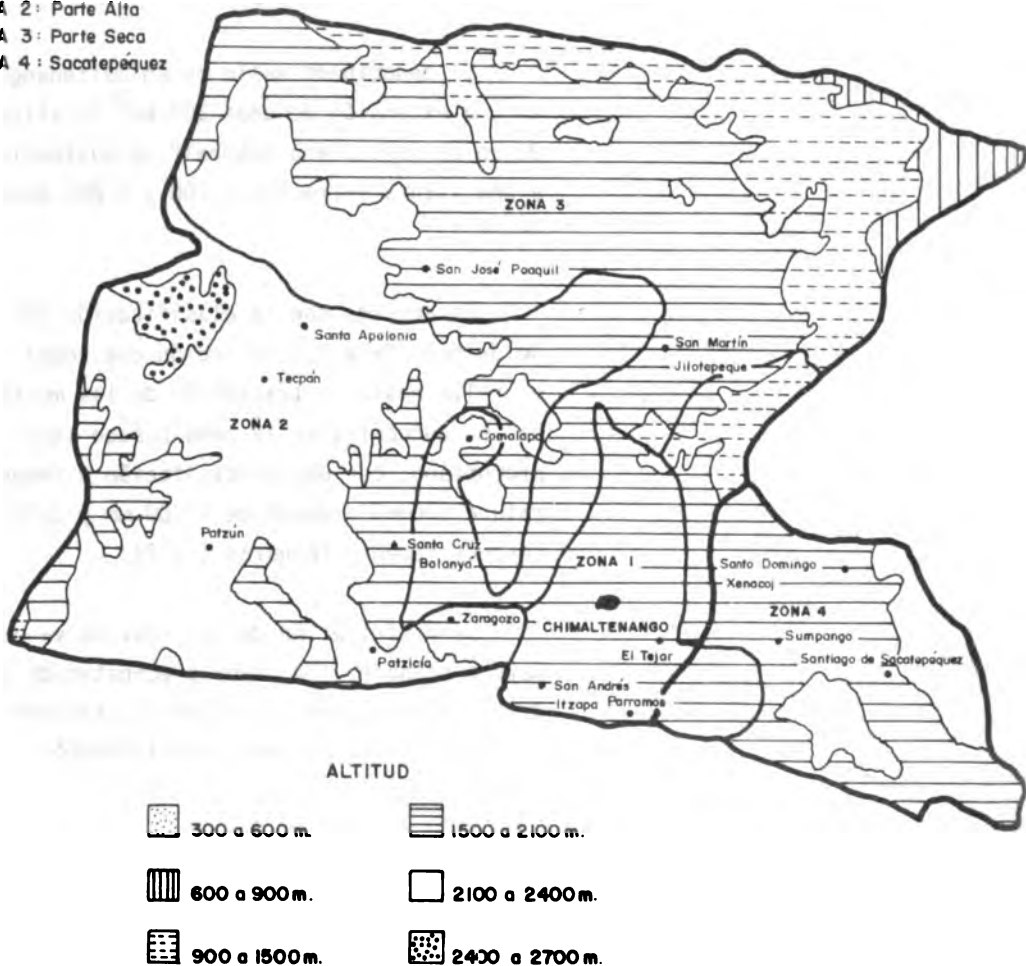 A 2: Parte Alta
A 3: Parte Seca
A 4: Sacatepéquez
ZONA 3
San José Poaquil
Santa Apolonia
San Martín
Jilotepeque
Tecpán
ZONA 2
Comalapa
Patzún
Santa Cruz
Balanya
ZONA 1
Santo Domingo
Xenacoj
ZONA 4
Zaragoza
CHIMALTENANGO
Sumpango
El Tejar
Santiago de Sacatepéquez
Patzicía
San Andrés
Itzapa
Parramos
ALTITUD
300 a 600 m.
1500 a 2100 m.
600 a 900 m.
2100 a 2400 m.
900 a 1500 m.
2400 a 2700 m.